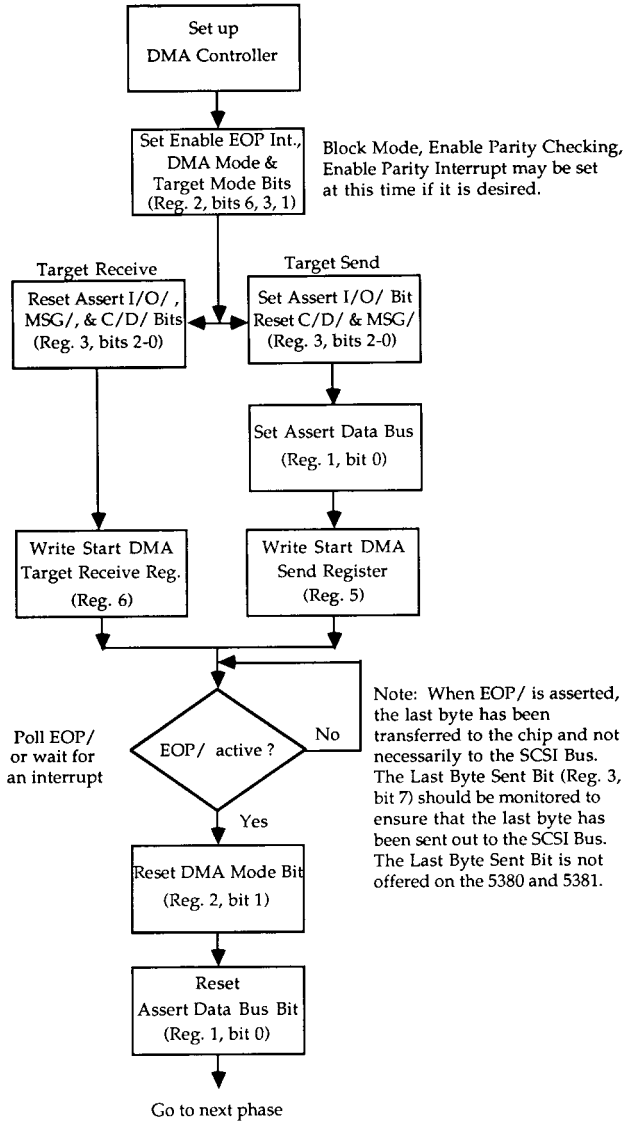 Set up
DMA Controller
Set Enable EOP Int.,
DMA Mode &
Target Mode Bits
(Reg. 2, bits 6, 3, 1)
Block Mode, Enable Parity Checking,
Enable Parity Interrupt may be set
at this time if it is desired.
Target Receive
Reset Assert I/O/ ,
MSG/, & C/D/ Bits
(Reg. 3, bits 2-0)
Target Send
Set Assert I/O/ Bit
Reset C/D/ & MSG/
(Reg. 3, bits 2-0)
Set Assert Data Bus
(Reg. 1, bit 0)
Write Start DMA
Target Receive Reg.
(Reg. 6)
Write Start DMA
Send Register
(Reg. 5)
Poll EOP/
or wait for
an interrupt
EOP/ active ?
No
Yes
Note: When EOP/ is asserted,
the last byte has been
transferred to the chip and not
necessarily to the SCSI Bus.
The Last Byte Sent Bit (Reg. 3,
bit 7) should be monitored to
ensure that the last byte has
been sent out to the SCSI Bus.
The Last Byte Sent Bit is not
offered on the 5380 and 5381.
Reset DMA Mode Bit
(Reg. 2, bit 1)
Reset
Assert Data Bus Bit
(Reg. 1, bit 0)
Go to next phase